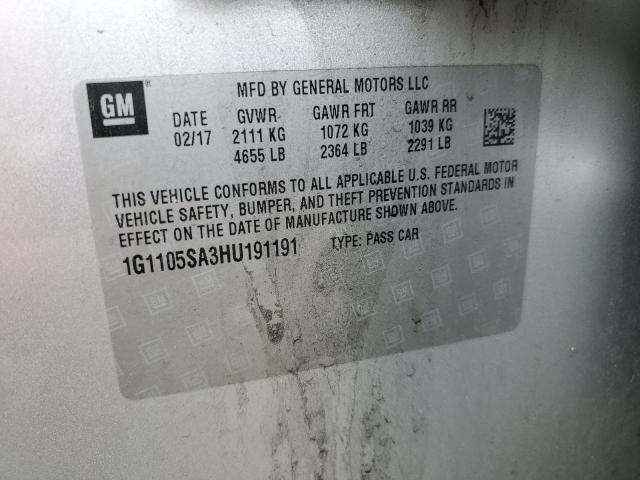 GM ®
MFD BY GENERAL MOTORS LLC
DATE GVWR GAWR FRT GAWR RR
02/17 2111 KG 1072 KG 1039 KG
4655 LB 2364 LB 2291 LB
THIS VEHICLE CONFORMS TO ALL APPLICABLE U.S. FEDERAL MOTOR
VEHICLE SAFETY, BUMPER, AND THEFT PREVENTION STANDARDS IN
EFFECT ON THE DATE OF MANUFACTURE SHOWN ABOVE.
1G1105SA3HU191191 TYPE: PASS CAR